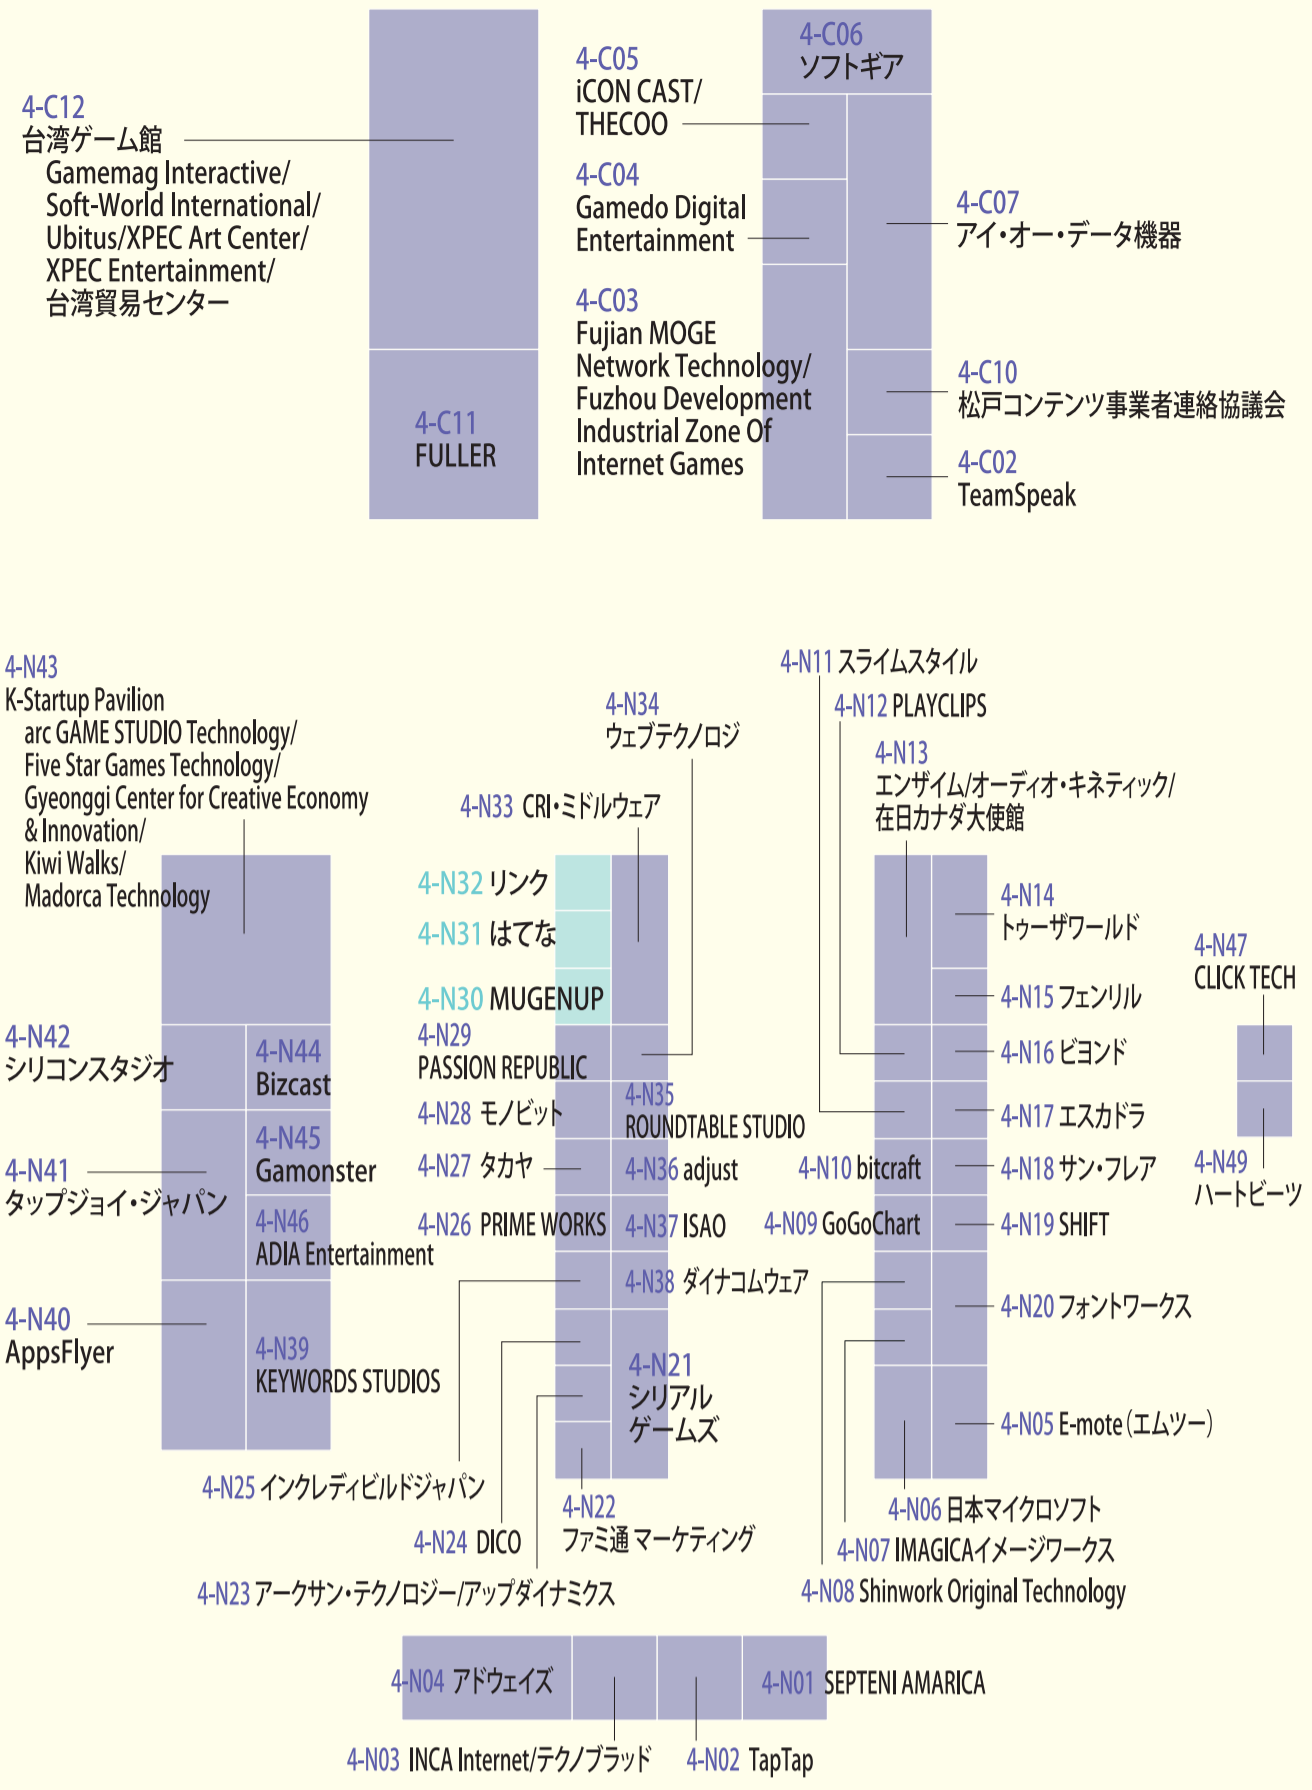 4-C12
台湾ゲーム館
Gamemag Interactive/
Soft-World International/
Ubitus/XPEC Art Center/
XPEC Entertainment/
台湾貿易センター
4-C11
FULLER
4-C05
iCON CAST/
THECOO
4-C04
Gamedo Digital
Entertainment
4-C03
Fujian MOGE
Network Technology/
Fuzhou Development
Industrial Zone Of
Internet Games
4-C06
ソフトギア
4-C07
アイ・オー・データ機器
4-C10
松戸コンテンツ事業者連絡協議会
4-C02
TeamSpeak
4-N43
K-Startup Pavilion
arc GAME STUDIO Technology/
Five Star Games Technology/
Gyeonggi Center for Creative Economy
& Innovation/
Kiwi Walks/
Madorca Technology
4-N42
シリコンスタジオ
4-N44
Bizcast
4-N45
Gamonster
4-N41
タップジョイ・ジャパン
4-N46
ADIA Entertainment
4-N40
AppsFlyer
4-N39
KEYWORDS STUDIOS
4-N34
ウェブテクノロジ
4-N33 CRI・ミドルウェア
4-N32 リンク
4-N31 はてな
4-N30 MUGENUP
4-N29
PASSION REPUBLIC
4-N28 モノビット
4-N35
ROUNDTABLE STUDIO
4-N27 タカヤ
4-N36 adjust
4-N26 PRIME WORKS
4-N37 ISAO
4-N38 ダイナコムウェア
4-N21
シリアル
ゲームズ
4-N25 インクレディビルドジャパン
4-N24 DICO
4-N22
ファミ通 マーケティング
4-N23 アークサン・テクノロジー/アップダイナミクス
4-N11 スライムスタイル
4-N12 PLAYCLIPS
4-N13
エンザイム/オーディオ・キネティック/
在日カナダ大使館
4-N14
トゥーザワールド
4-N15 フェンリル
4-N16 ビヨンド
4-N17 エスカドラ
4-N10 bitcraft
4-N18 サン・フレア
4-N09 GoGoChart
4-N19 SHIFT
4-N20 フォントワークス
4-N05 E-mote（エムツー）
4-N06 日本マイクロソフト
4-N07 IMAGICAイメージワークス
4-N08 Shinwork Original Technology
4-N47
CLICK TECH
4-N49
ハートビーツ
4-N04 アドウェイズ
4-N01 SEPTENI AMARICA
4-N03 INCA Internet/テクノブラッド
4-N02 TapTap